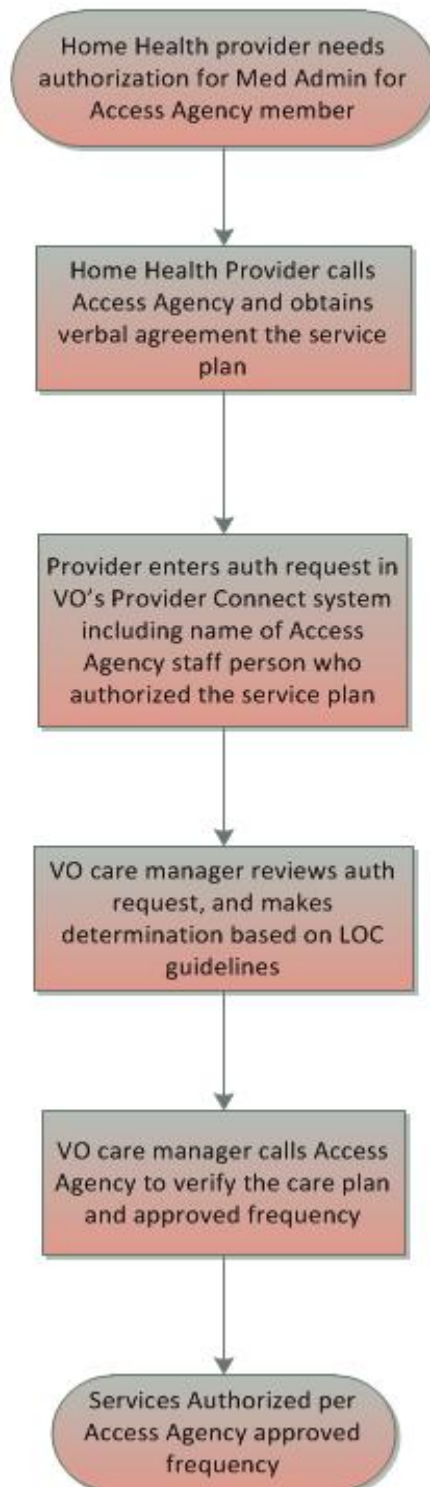 Home Health provider needs
authorization for Med Admin for
Access Agency member
Home Health Provider calls
Access Agency and obtains
verbal agreement the service
plan
Provider enters auth request in
VO's Provider Connect system
including name of Access
Agency staff person who
authorized the service plan
VO care manager reviews auth
request, and makes
determination based on LOC
guidelines
VO care manager calls Access
Agency to verify the care plan
and approved frequency
Services Authorized per
Access Agency approved
frequency